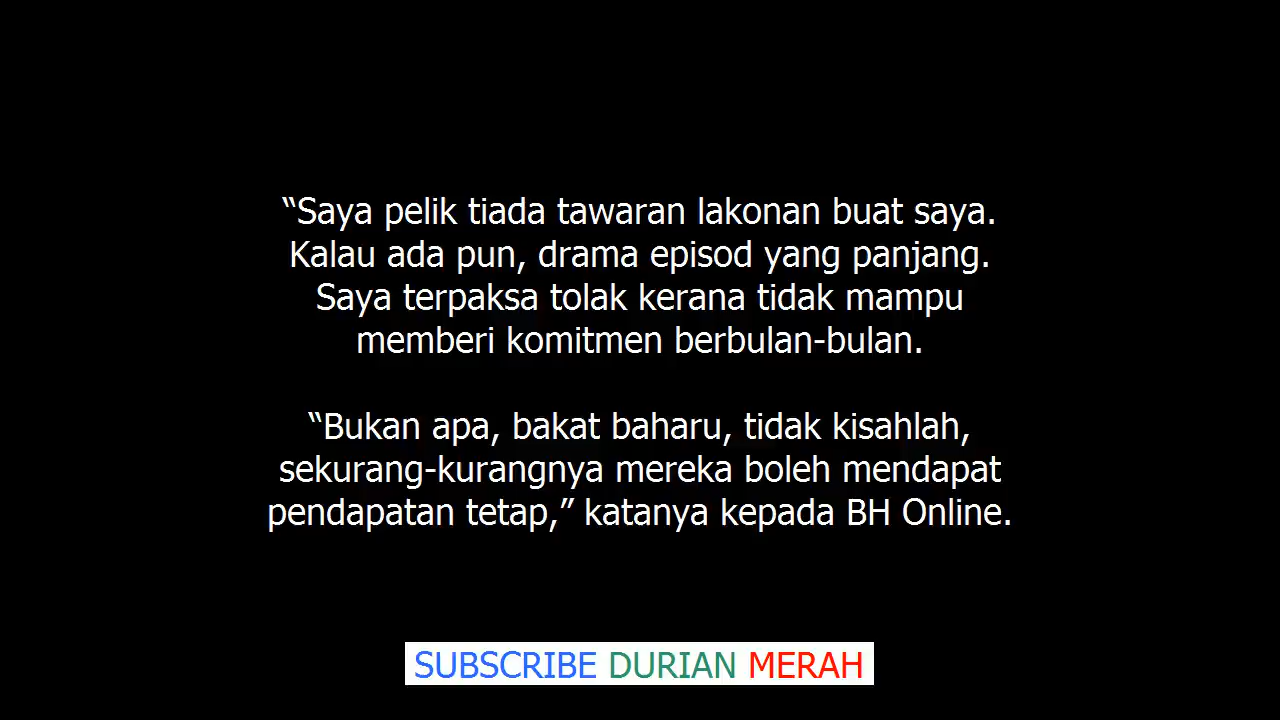 “Saya pelik tiada tawaran lakonan buat saya.
Kalau ada pun, drama episod yang panjang.
Saya terpaksa tolak kerana tidak mampu
memberi komitmen berbulan-bulan.
“Bukan apa, bakat baharu, tidak kisahlah,
sekurang-kurangnya mereka boleh mendapat
pendapatan tetap,” katanya kepada BH Online.
SUBSCRIBE DURIAN MERAH